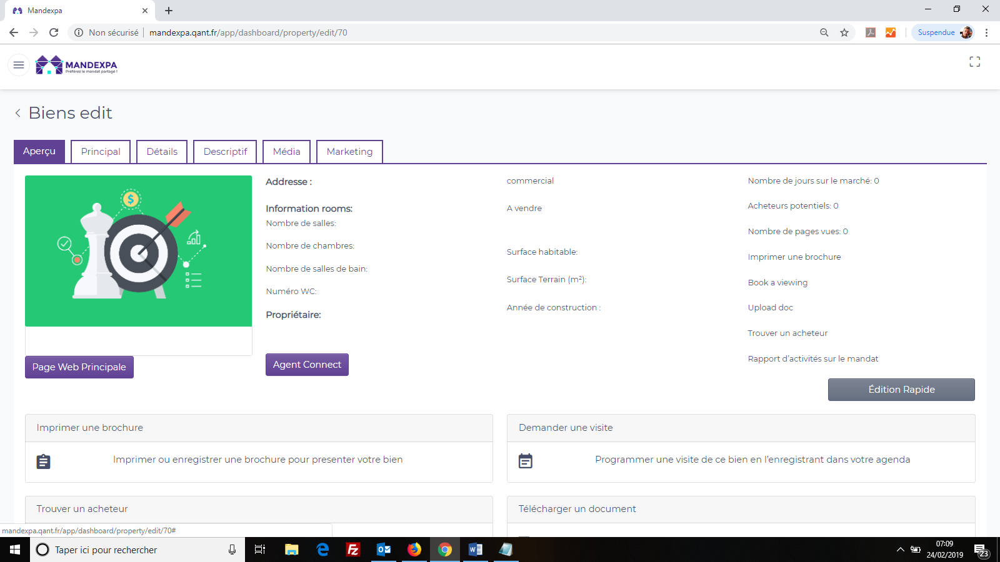 Mandexpa
Non sécurisé mandexpa.qant.fr/app/dashboard/property/edit/70 Suspendue
MANDEXPA
Préférez le mandat partagé !
Biens edit
Aperçu Principal Détails Descriptif Média Marketing
Addresse :
Information rooms:
Nombre de salles:
Nombre de chambres:
Nombre de salles de bain:
Numéro WC:
Propriétaire:
commercial
A vendre
Surface habitable:
Surface Terrain (m²):
Année de construction :
Nombre de jours sur le marché: 0
Acheteurs potentiels: 0
Nombre de pages vues: 0
Imprimer une brochure
Book a viewing
Upload doc
Trouver un acheteur
Rapport d'activités sur le mandat
Page Web Principale
Agent Connect
Édition Rapide
Imprimer une brochure
Imprimer ou enregistrer une brochure pour presenter votre bien
Demander une visite
Programmer une visite de ce bien en l'enregistrant dans votre agenda
Trouver un acheteur
Télécharger un document
mandexpa.qant.fr/app/dashboard/property/edit/70#
Taper ici pour rechercher
07:09
24/02/2019
23